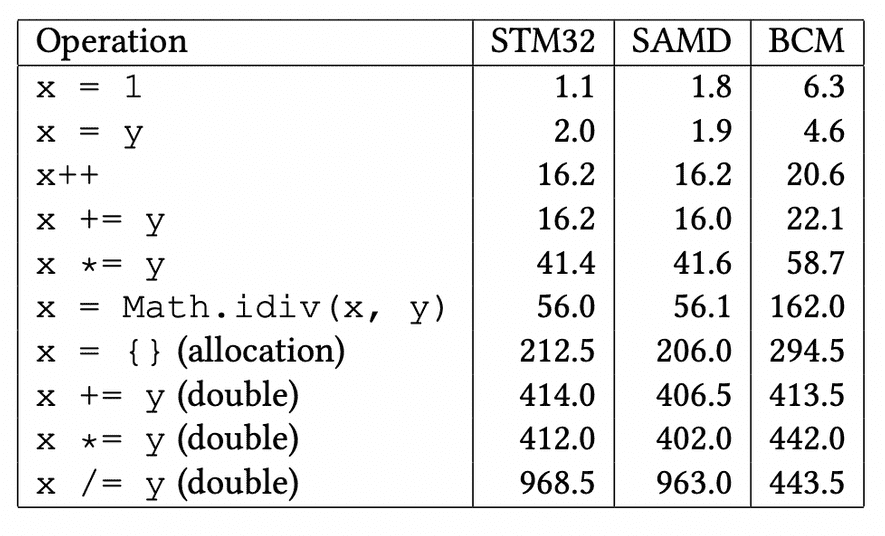 Operation STM32 SAMD BCM
x = 1 1.1 1.8 6.3
x = y 2.0 1.9 4.6
x++ 16.2 16.2 20.6
x += y 16.2 16.0 22.1
x *= y 41.4 41.6 58.7
x = Math.idiv(x, y) 56.0 56.1 162.0
x = {} (allocation) 212.5 206.0 294.5
x += y (double) 414.0 406.5 413.5
x *= y (double) 412.0 402.0 442.0
x /= y (double) 968.5 963.0 443.5